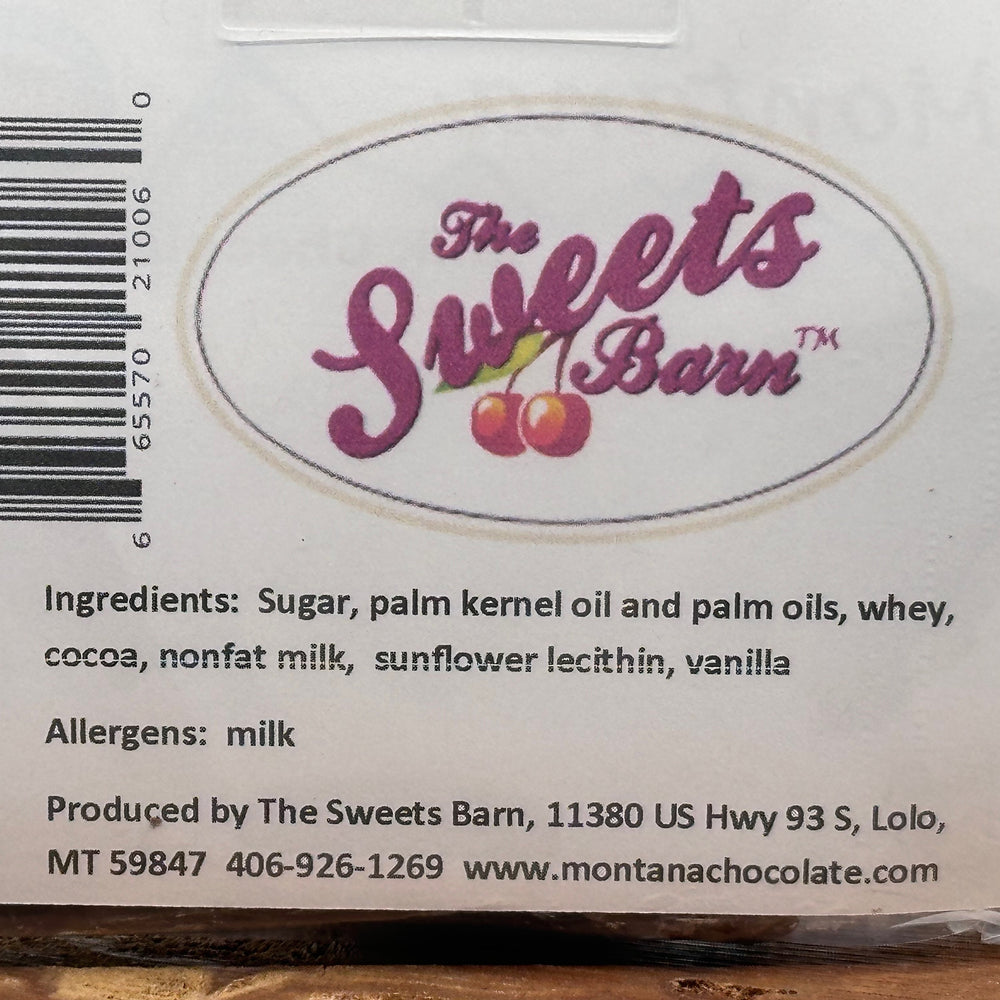 The
Sweets
Barn™
6 65570 21006 0
Ingredients: Sugar, palm kernel oil and palm oils, whey,
cocoa, nonfat milk, sunflower lecithin, vanilla
Allergens: milk
Produced by The Sweets Barn, 11380 US Hwy 93 S, Lolo,
MT 59847 406-926-1269 www.montanachocolate.com